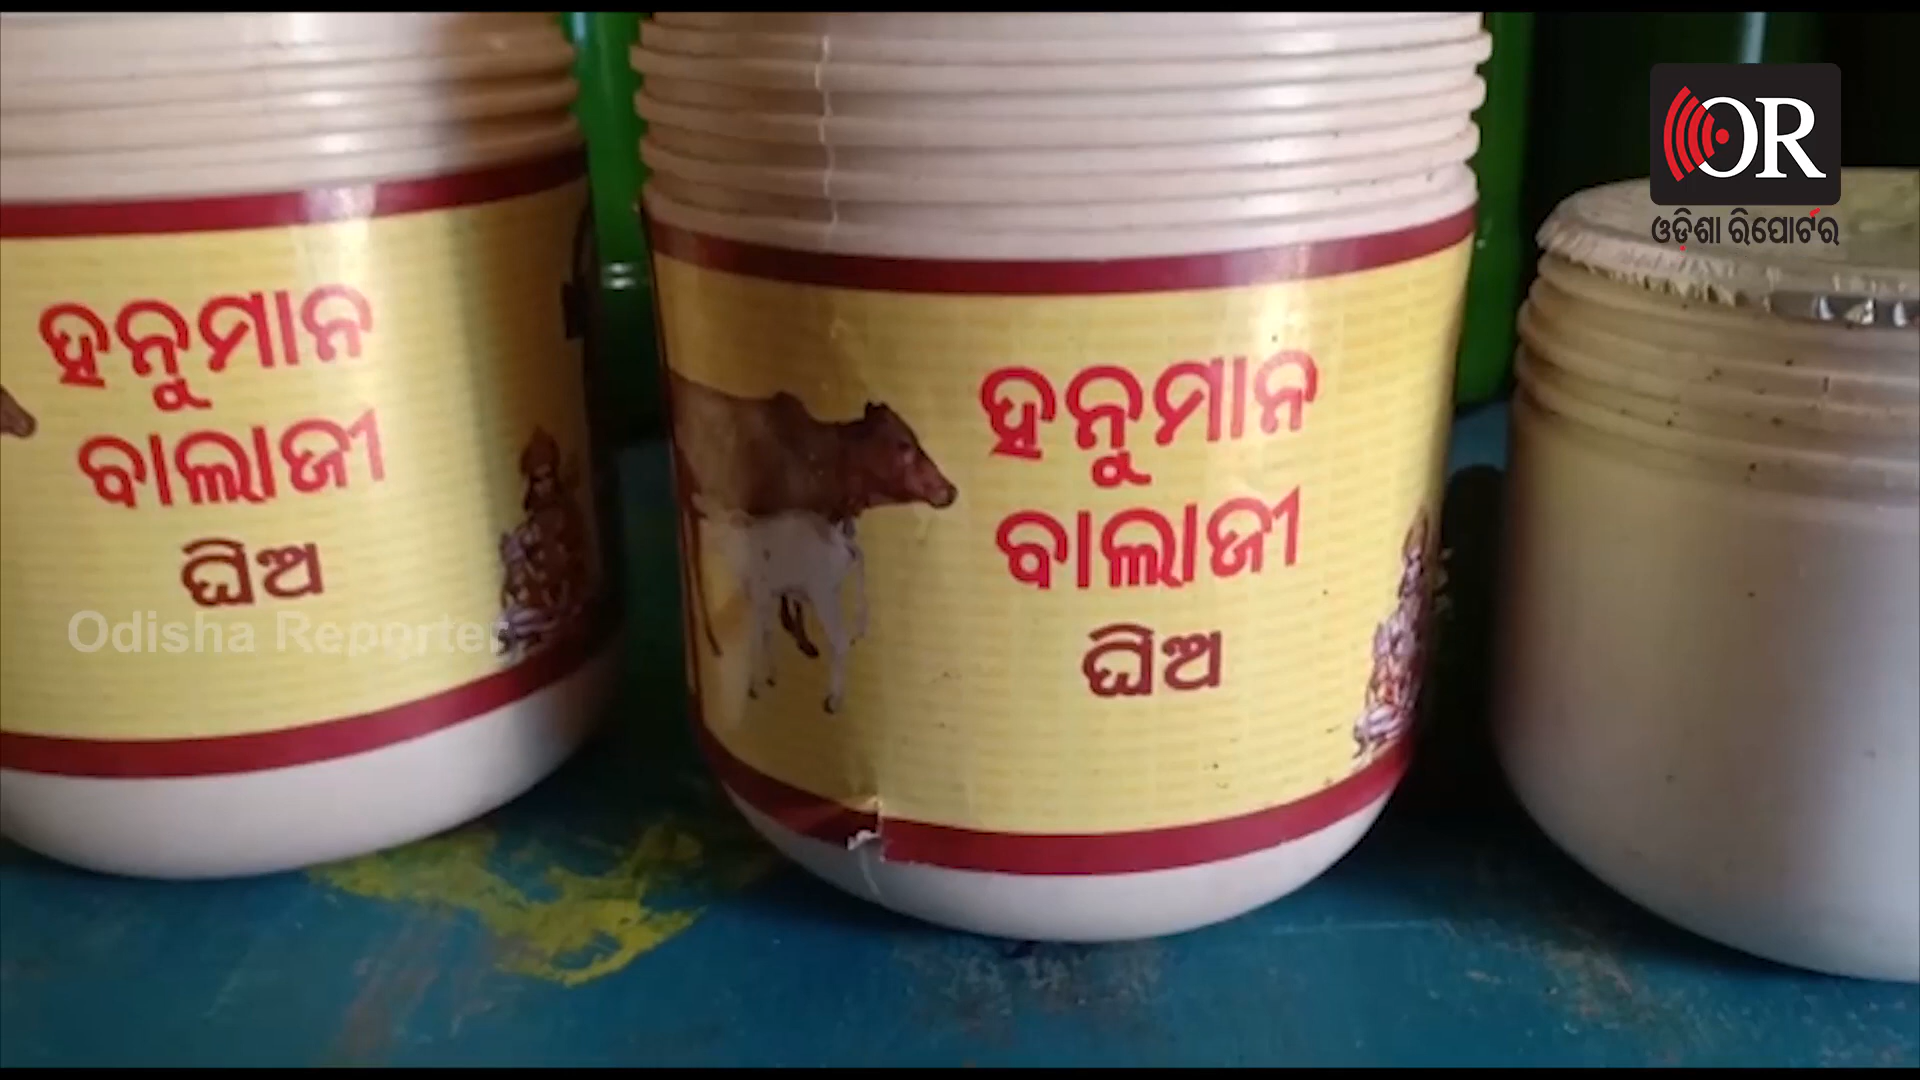 OR
ଓଡ଼ିଶା ରିପୋର୍ଟର
ହନୁମାନ
ବାଲାଜୀ
ଘିଅ
ହନୁମାନ
ବାଲାଜୀ
ଘିଅ
Odisha Reporter